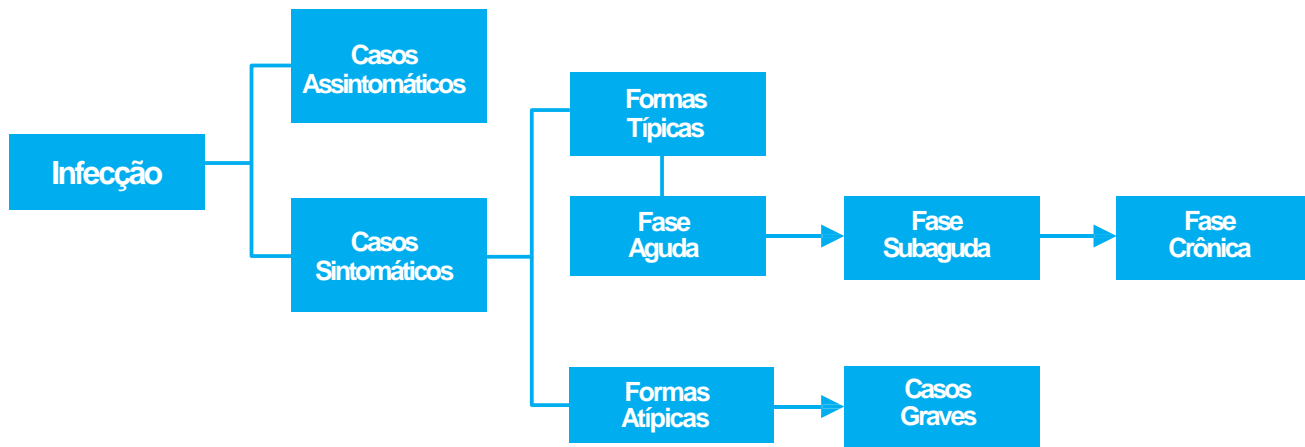 Infecção
Casos
Assintomáticos
Casos
Sintomáticos
Formas
Típicas
Fase
Aguda
Fase
Subaguda
Fase
Crônica
Formas
Atípicas
Casos
Graves